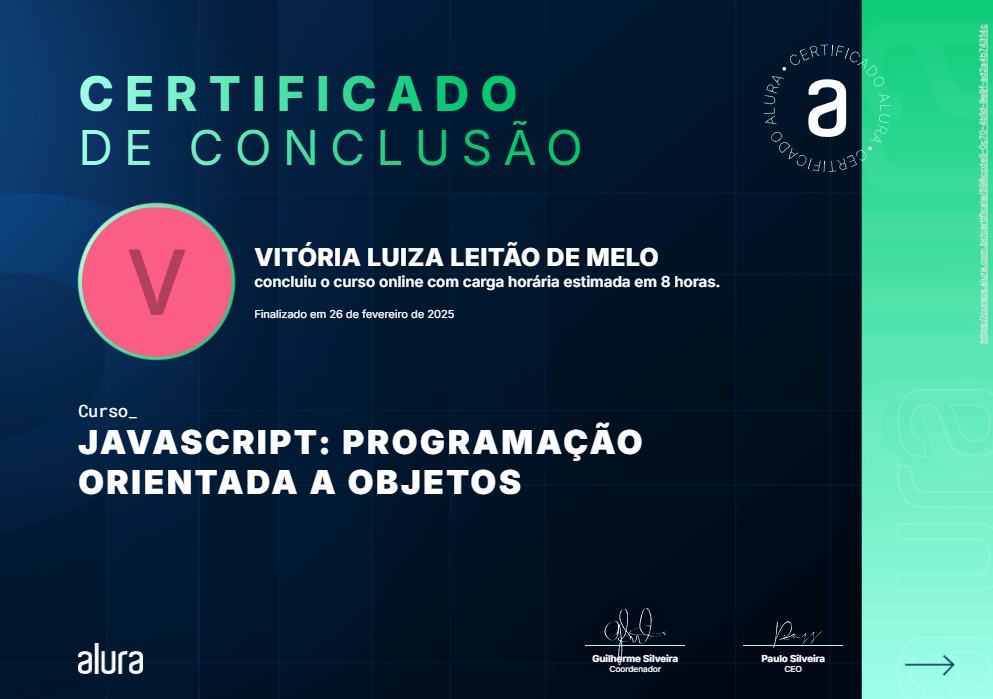 CERTIFICADO
DE CONCLUSÃO
• CERTIFICADO ALURA • CERTIFICADO ALURA
a
V
VITÓRIA LUIZA LEITÃO DE MELO
concluiu o curso online com carga horária estimada em 8 horas.
Finalizado em 26 de fevereiro de 2025
Curso_
JAVASCRIPT: PROGRAMAÇÃO
ORIENTADA A OBJETOS
alura
Guilherme Silveira
Coordenador
Paulo Silveira
CEO
alura